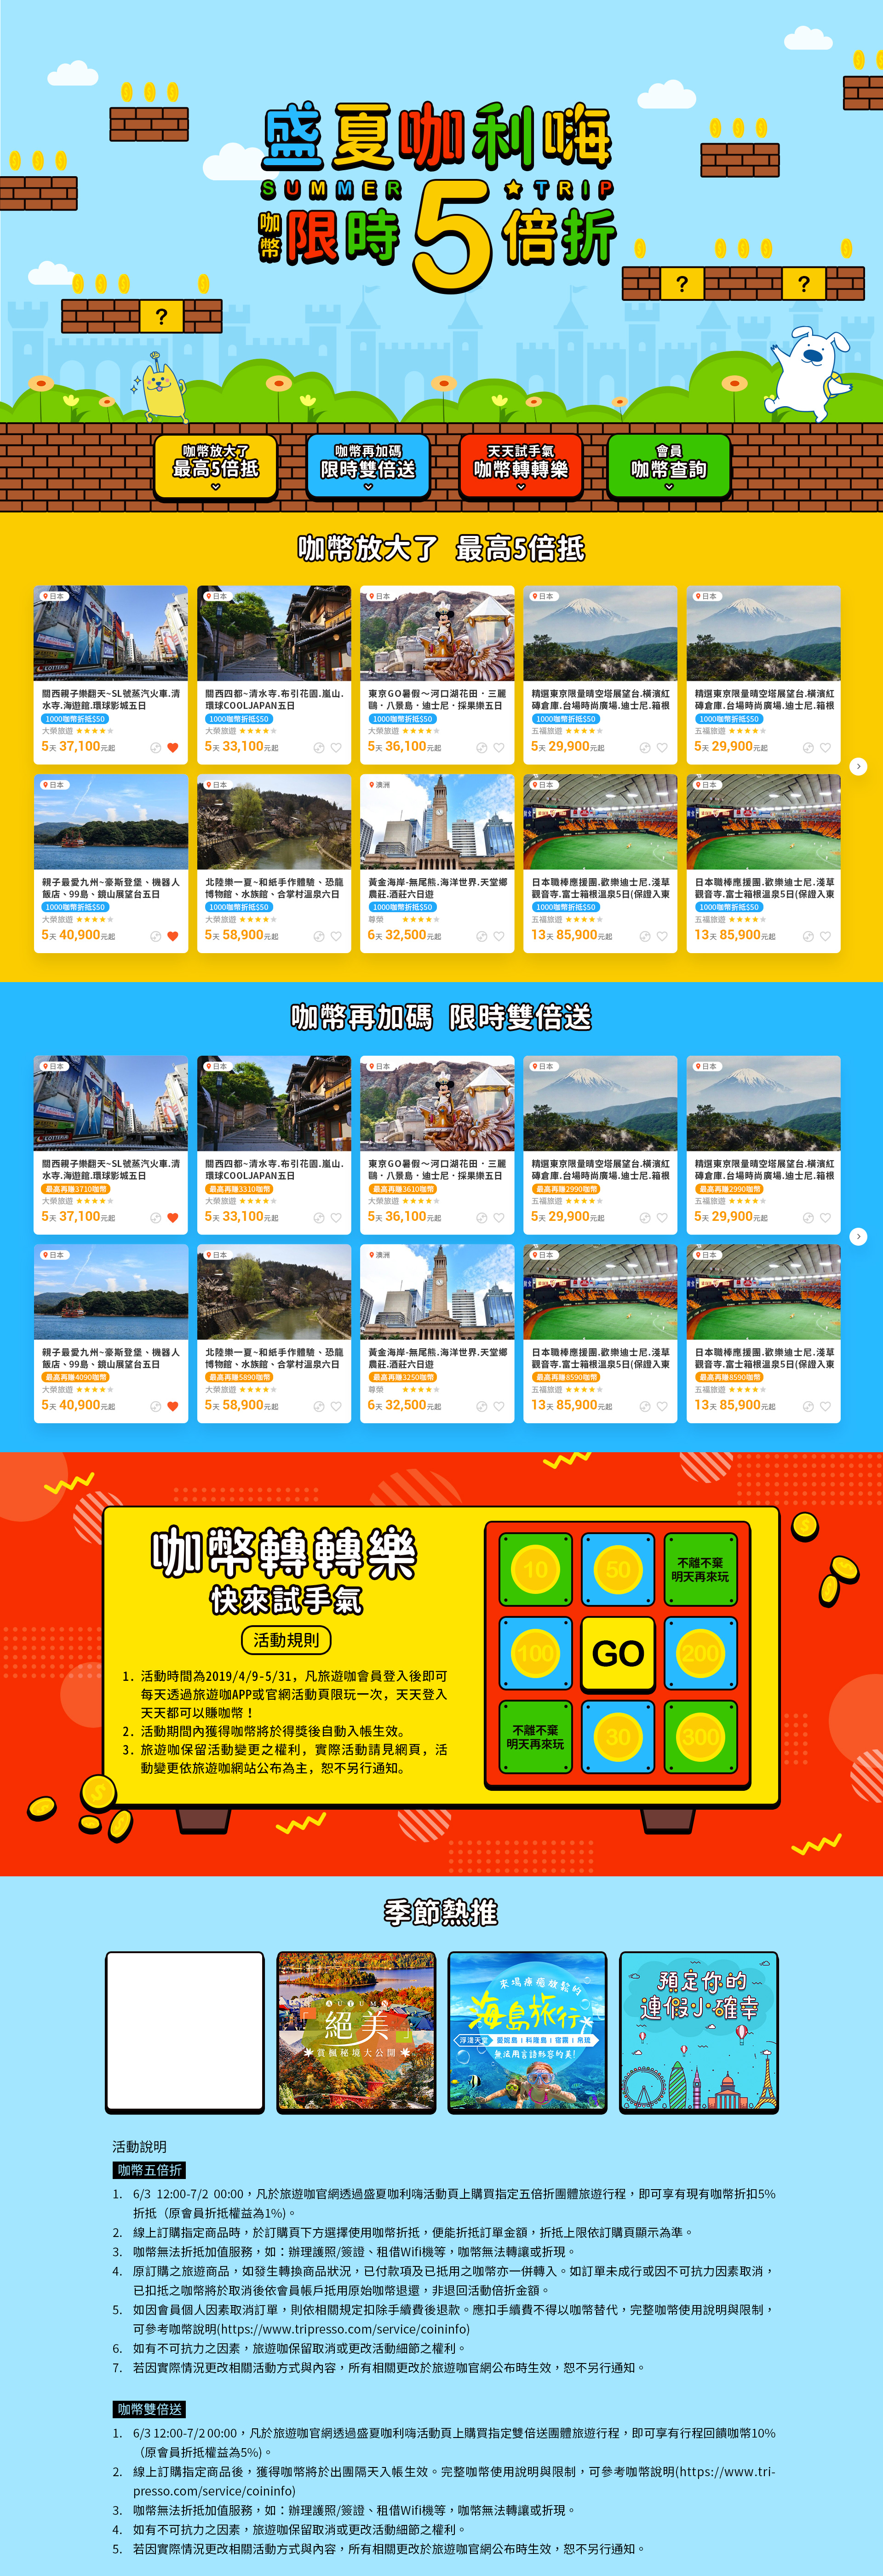 盛夏咖利嗨
SUMMER TRIP
咖幣限時5倍折
?
?
?
咖幣放大了
最高5倍抵
咖幣再加碼
限時雙倍送
天天試手氣
咖幣轉轉樂
會員
咖幣查詢
咖幣放大了 最高5倍抵
日本
日本
日本
日本
日本
關西親子樂翻天~SL號蒸汽火車.清
水寺.海遊館.環球影城五日
1000咖幣折抵$50
大榮旅遊
5天 37,100元起
關西四都~清水寺.布引花園.嵐山.
環球COOLJAPAN五日
1000咖幣折抵$50
大榮旅遊
5天 33,100元起
東京GO暑假～河口湖花田．三麗
鷗．八景島．迪士尼．採果樂五日
1000咖幣折抵$50
大榮旅遊
5天 36,100元起
精選東京限量晴空塔展望台.橫濱紅
磚倉庫.台場時尚廣場.迪士尼.箱根
1000咖幣折抵$50
五福旅遊
5天 29,900元起
精選東京限量晴空塔展望台.橫濱紅
磚倉庫.台場時尚廣場.迪士尼.箱根
1000咖幣折抵$50
五福旅遊
5天 29,900元起
日本
日本
澳洲
日本
日本
親子最愛九州~豪斯登堡、機器人
飯店、99島、鏡山展望台五日
1000咖幣折抵$50
大榮旅遊
5天 40,900元起
北陸樂一夏~和紙手作體驗、恐龍
博物館、水族館、合掌村溫泉六日
1000咖幣折抵$50
大榮旅遊
5天 58,900元起
黃金海岸-無尾熊.海洋世界.天堂鄉
農莊.酒莊六日遊
1000咖幣折抵$50
尊榮
6天 32,500元起
日本職棒應援團.歡樂迪士尼.淺草
觀音寺.富士箱根溫泉5日(保證入東
1000咖幣折抵$50
五福旅遊
13天 85,900元起
日本職棒應援團.歡樂迪士尼.淺草
觀音寺.富士箱根溫泉5日(保證入東
1000咖幣折抵$50
五福旅遊
13天 85,900元起
咖幣再加碼 限時雙倍送
日本
日本
日本
日本
日本
關西親子樂翻天~SL號蒸汽火車.清
水寺.海遊館.環球影城五日
最高再賺3710咖幣
大榮旅遊
5天 37,100元起
關西四都~清水寺.布引花園.嵐山.
環球COOLJAPAN五日
最高再賺3310咖幣
大榮旅遊
5天 33,100元起
東京GO暑假～河口湖花田．三麗
鷗．八景島．迪士尼．採果樂五日
最高再賺3610咖幣
大榮旅遊
5天 36,100元起
精選東京限量晴空塔展望台.橫濱紅
磚倉庫.台場時尚廣場.迪士尼.箱根
最高再賺2990咖幣
五福旅遊
5天 29,900元起
精選東京限量晴空塔展望台.橫濱紅
磚倉庫.台場時尚廣場.迪士尼.箱根
最高再賺2990咖幣
五福旅遊
5天 29,900元起
日本
日本
澳洲
日本
日本
親子最愛九州~豪斯登堡、機器人
飯店、99島、鏡山展望台五日
最高再賺4090咖幣
大榮旅遊
5天 40,900元起
北陸樂一夏~和紙手作體驗、恐龍
博物館、水族館、合掌村溫泉六日
最高再賺5890咖幣
大榮旅遊
5天 58,900元起
黃金海岸-無尾熊.海洋世界.天堂鄉
農莊.酒莊六日遊
最高再賺3250咖幣
尊榮
6天 32,500元起
日本職棒應援團.歡樂迪士尼.淺草
觀音寺.富士箱根溫泉5日(保證入東
最高再賺8590咖幣
五福旅遊
13天 85,900元起
日本職棒應援團.歡樂迪士尼.淺草
觀音寺.富士箱根溫泉5日(保證入東
最高再賺8590咖幣
五福旅遊
13天 85,900元起
咖幣轉轉樂
快來試手氣
活動規則
1. 活動時間為2019/4/9-5/31，凡旅遊咖會員登入後即可
每天透過旅遊咖APP或官網活動頁限玩一次，天天登入
天天都可以賺咖幣！
2. 活動期間內獲得咖幣將於得獎後自動入帳生效。
3. 旅遊咖保留活動變更之權利，實際活動請見網頁，活
動變更依旅遊咖網站公布為主，恕不另行通知。
10
50
不離不棄
明天再來玩
100
GO
200
不離不棄
明天再來玩
30
300
季節熱推
AUTUMN
絕美
賞楓秘境大公開
來場療癒放鬆的
海島旅行
浮潛天堂
愛妮島｜科隆島｜宿霧｜帛琉
無法用言語形容的美!
預定你的
連假小確幸
活動說明
咖幣五倍折
1. 6/3 12:00-7/2 00:00，凡於旅遊咖官網透過盛夏咖利嗨活動頁上購買指定五倍折團體旅遊行程，即可享有現有咖幣折扣5%
折抵（原會員折抵權益為1%)。
2. 線上訂購指定商品時，於訂購頁下方選擇使用咖幣折抵，便能折抵訂單金額，折抵上限依訂購頁顯示為準。
3. 咖幣無法折抵加值服務，如：辦理護照/簽證、租借Wifi機等，咖幣無法轉讓或折現。
4. 原訂購之旅遊商品，如發生轉換商品狀況，已付款項及已抵用之咖幣亦一併轉入。如訂單未成行或因不可抗力因素取消，
已扣抵之咖幣將於取消後依會員帳戶抵用原始咖幣退還，非退回活動倍折金額。
5. 如因會員個人因素取消訂單，則依相關規定扣除手續費後退款。應扣手續費不得以咖幣替代，完整咖幣使用說明與限制，
可參考咖幣說明(https://www.tripresso.com/service/coininfo)
6. 如有不可抗力之因素，旅遊咖保留取消或更改活動細節之權利。
7. 若因實際情況更改相關活動方式與內容，所有相關更改於旅遊咖官網公布時生效，恕不另行通知。
咖幣雙倍送
1. 6/3 12:00-7/2 00:00，凡於旅遊咖官網透過盛夏咖利嗨活動頁上購買指定雙倍送團體旅遊行程，即可享有行程回饋咖幣10%
（原會員折抵權益為5%)。
2. 線上訂購指定商品後，獲得咖幣將於出團隔天入帳生效。完整咖幣使用說明與限制，可參考咖幣說明(https://www.tri-
presso.com/service/coininfo)
3. 咖幣無法折抵加值服務，如：辦理護照/簽證、租借Wifi機等，咖幣無法轉讓或折現。
4. 如有不可抗力之因素，旅遊咖保留取消或更改活動細節之權利。
5. 若因實際情況更改相關活動方式與內容，所有相關更改於旅遊咖官網公布時生效，恕不另行通知。